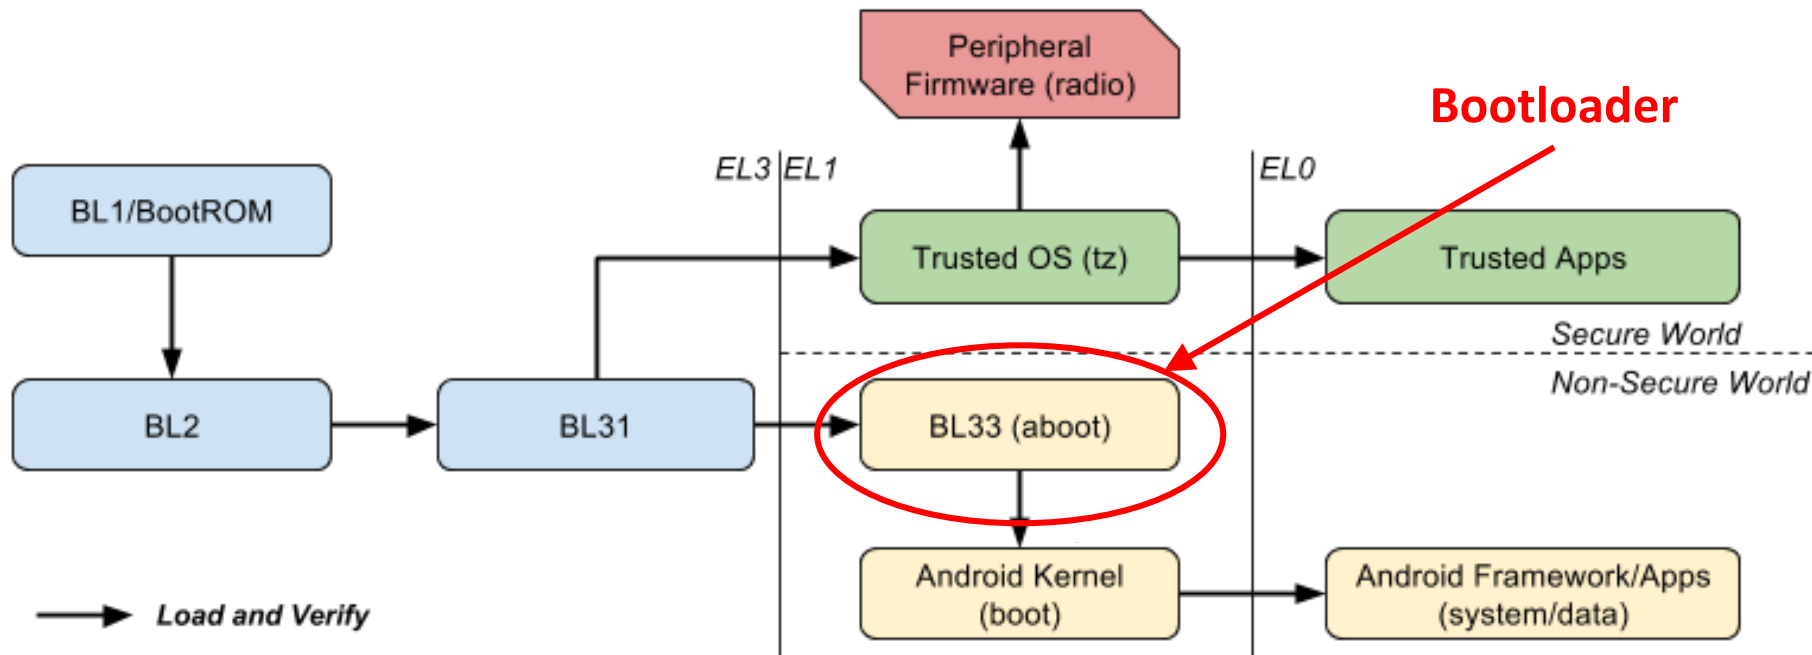 Peripheral
Firmware (radio)
Bootloader
EL3
EL1
EL0
BL1/BootROM
Trusted OS (tz)
Trusted Apps
Secure World
Non-Secure World
BL2
BL31
BL33 (aboot)
Android Kernel
(boot)
Android Framework/Apps
(system/data)
Load and Verify